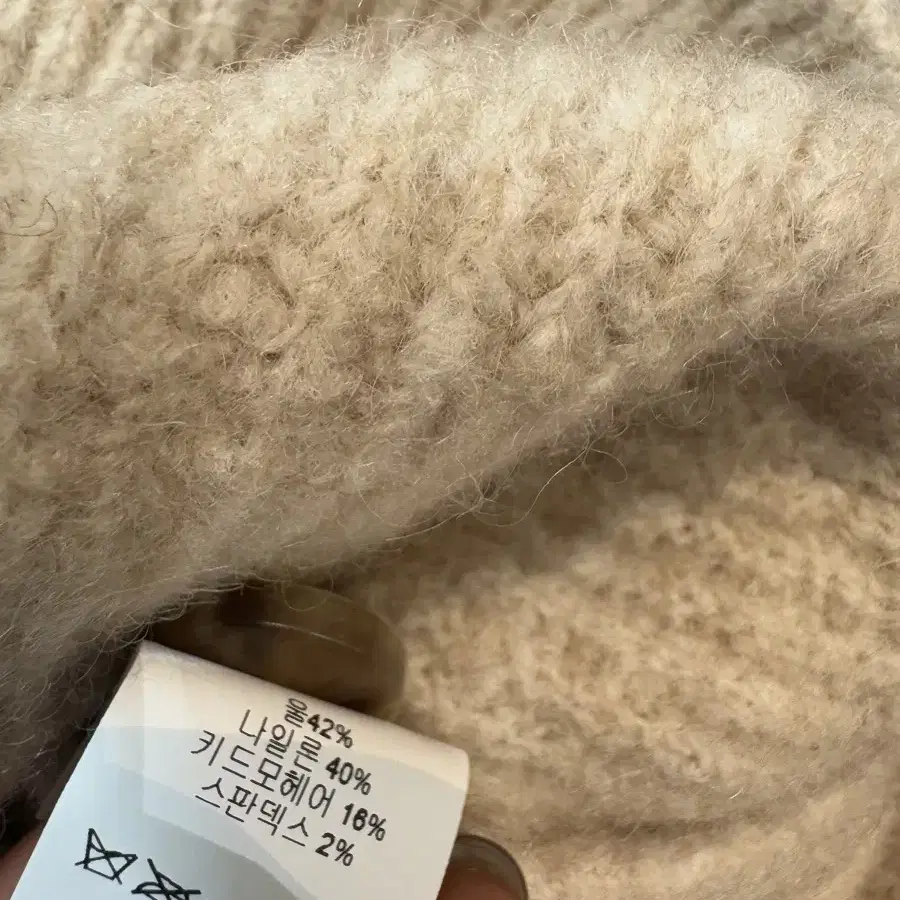 울42%
나일론 40%
키드모헤어 16%
스판덱스 2%